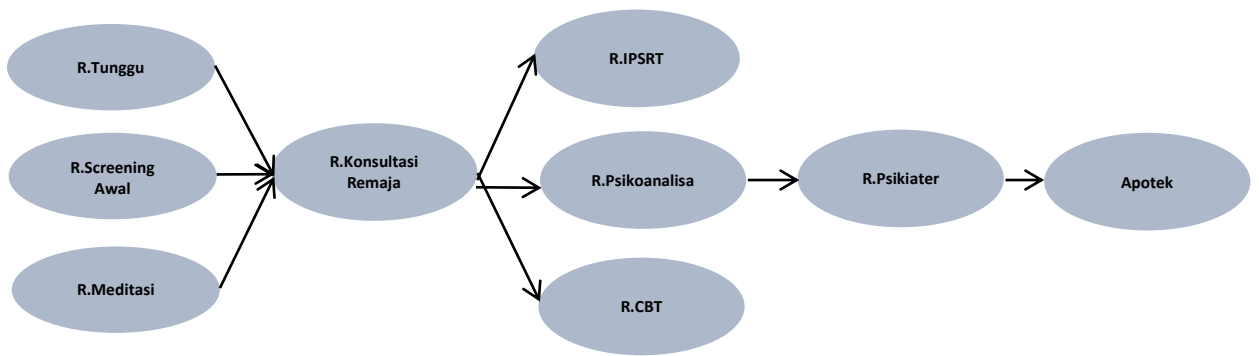 R.Tunggu
R.Screening
Awal
R.Meditasi
R.Konsultasi
Remaja
R.IPSRT
R.Psikoanalisa
R.CBT
R.Psikiater
Apotek